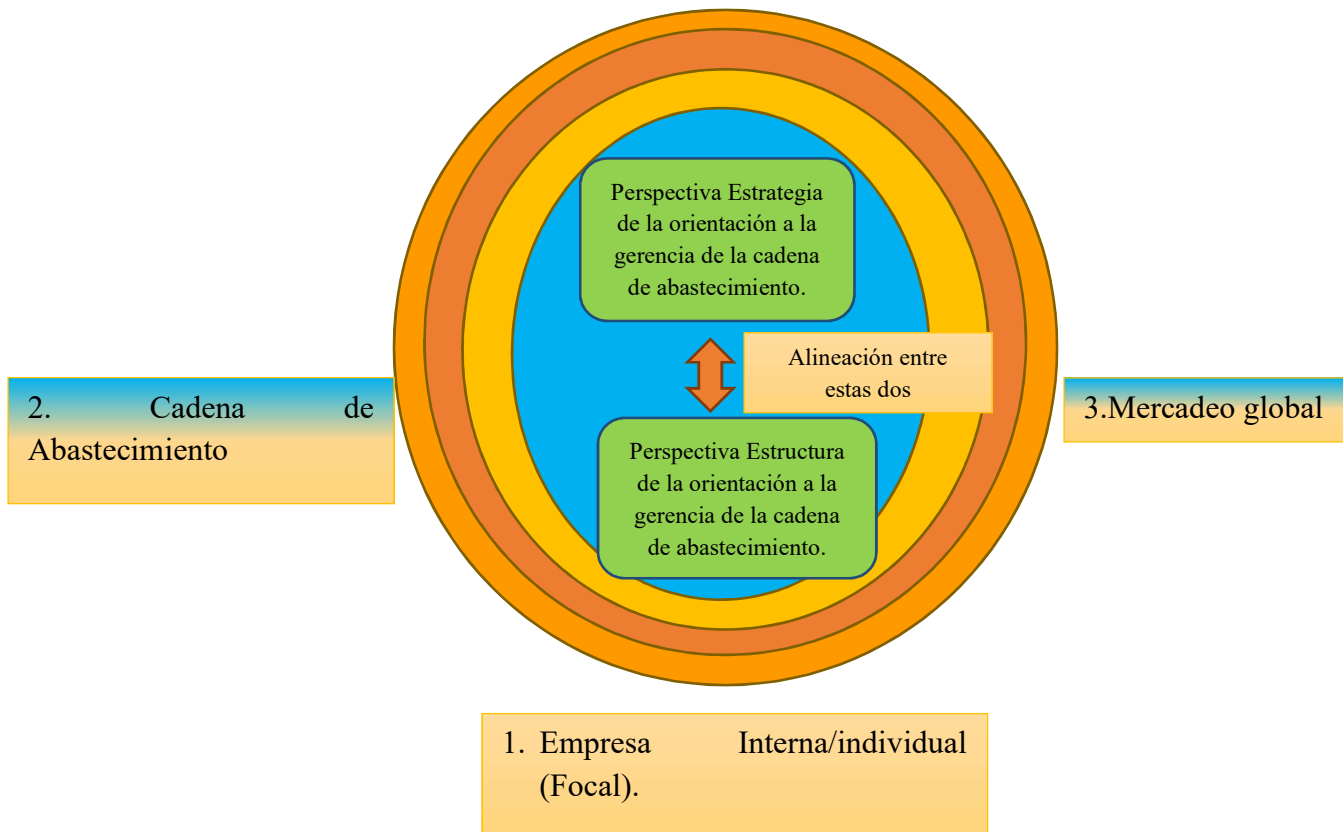 Perspectiva Estrategia
de la orientación a la
gerencia de la cadena
de abastecimiento.
Alineación entre
estas dos
2. Cadena de
Abastecimiento
3.Mercadeo global
Perspectiva Estructura
de la orientación a la
gerencia de la cadena
de abastecimiento.
1. Empresa Interna/individual
(Focal).